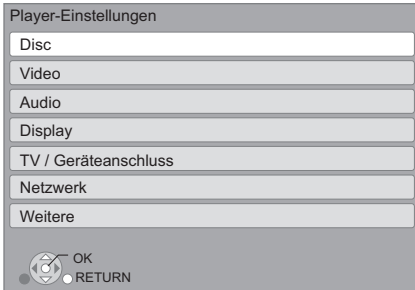 Player-Einstellungen
Disc
Video
Audio
Display
TV / Geräteanschluss
Netzwerk
Weitere
OK
RETURN